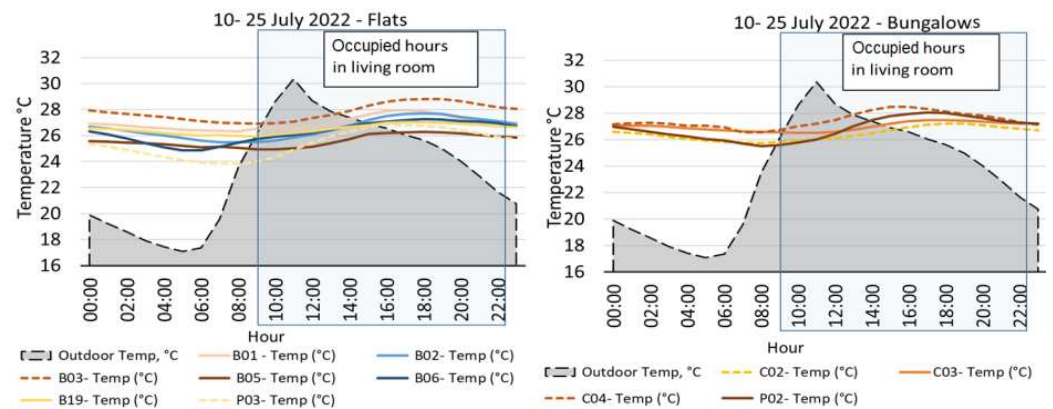 10- 25 July 2022 - Flats
Occupied hours
in living room
Temperature °C
32
30
28
26
24
22
20
18
16
00:00
02:00
04:00
06:00
08:00
10:00
12:00
14:00
16:00
18:00
20:00
22:00
Hour
Outdoor Temp, °C
B01 - Temp (°C)
B02- Temp (°C)
B03- Temp (°C)
B05- Temp (°C)
B06- Temp (°C)
B19- Temp (°C)
P03- Temp (°C)
10- 25 July 2022 - Bungalows
Occupied hours
in living room
Temperature °C
32
30
28
26
24
22
20
18
16
00:00
02:00
04:00
06:00
08:00
10:00
12:00
14:00
16:00
18:00
20:00
22:00
Hour
Outdoor Temp, °C
C02- Temp (°C)
C03- Temp (°C)
C04- Temp (°C)
P02- Temp (°C)